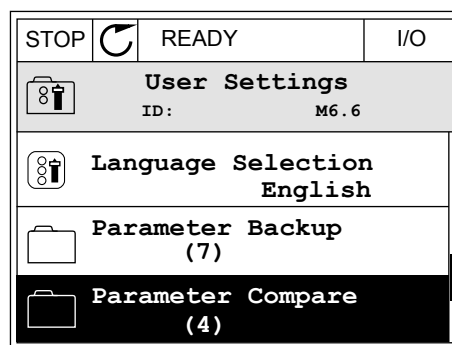 STOP READY I/O
User Settings
ID: M6.6
Language Selection
English
Parameter Backup
(7)
Parameter Compare
(4)